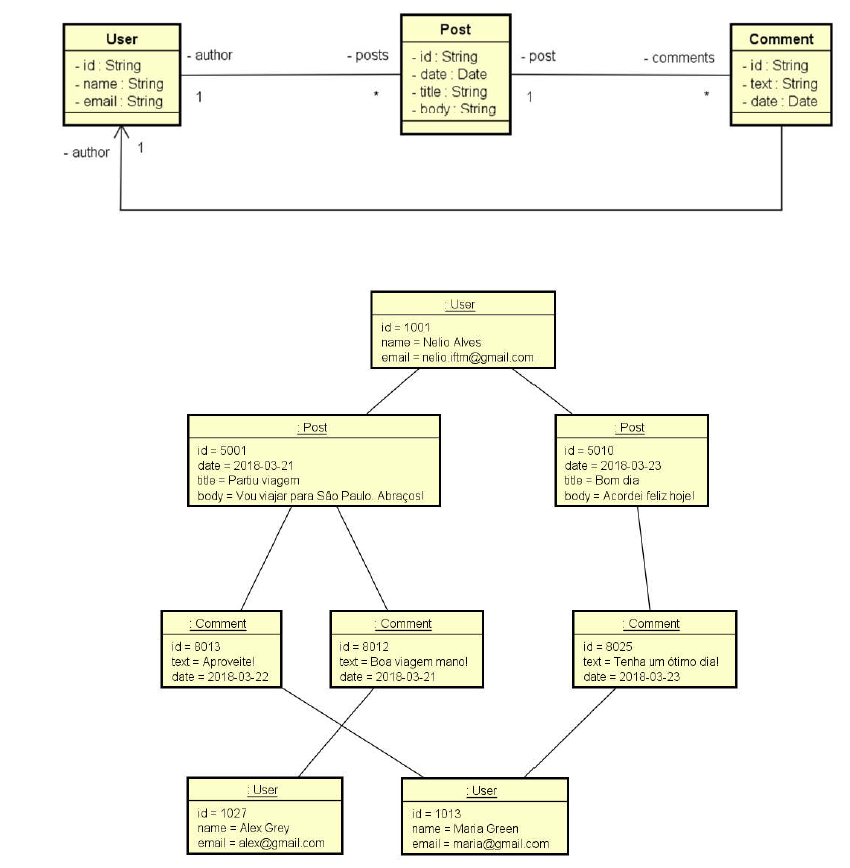 User
- id : String
- name : String
- email : String
- author
1
- posts
*
Post
- id : String
- date : Date
- title : String
- body : String
- post
1
- comments
*
Comment
- id : String
- text : String
- date : Date
- author
1
: User
id = 1001
name = Nelio Alves
email = nelio.iftm@gmail.com
: Post
id = 5001
date = 2018-03-21
title = Partiu viagem
body = Vou viajar para São Paulo. Abraços!
: Post
id = 5010
date = 2018-03-23
title = Bom dia
body = Acordei feliz hoje!
: Comment
id = 8013
text = Aproveite!
date = 2018-03-22
: Comment
id = 8012
text = Boa viagem mano!
date = 2018-03-21
: Comment
id = 8025
text = Tenha um ótimo dia!
date = 2018-03-23
: User
id = 1027
name = Alex Grey
email = alex@gmail.com
: User
id = 1013
name = Maria Green
email = maria@gmail.com